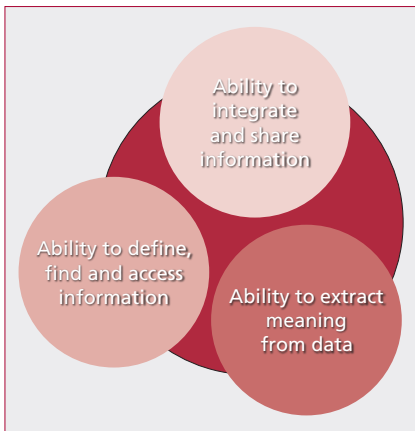 Ability to
integrate
and share
information
Ability to define,
find and access
information
Ability to extract
meaning
from data